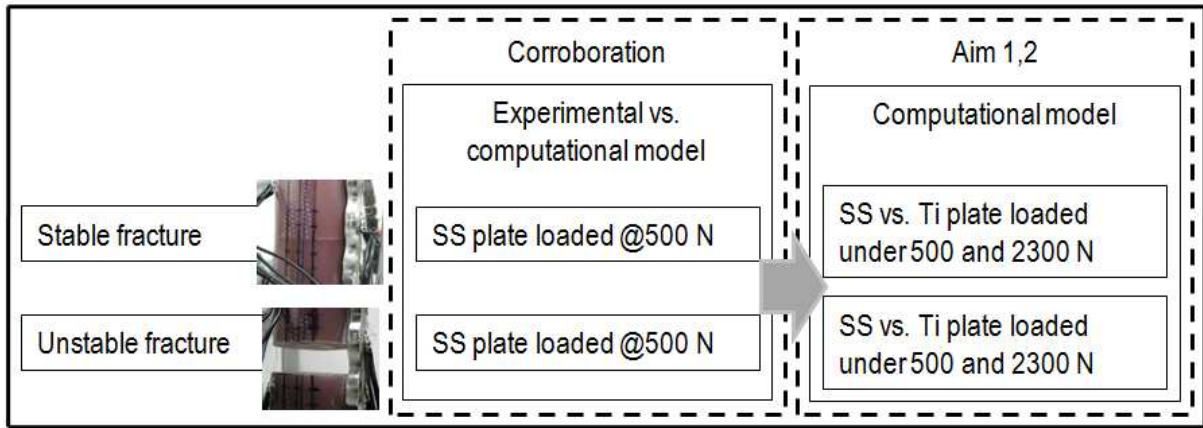 Corroboration
Aim 1,2
Experimental vs.
computational model
Computational model
Stable fracture
SS plate loaded @500 N
SS vs. Ti plate loaded
under 500 and 2300 N
Unstable fracture
SS plate loaded @500 N
SS vs. Ti plate loaded
under 500 and 2300 N